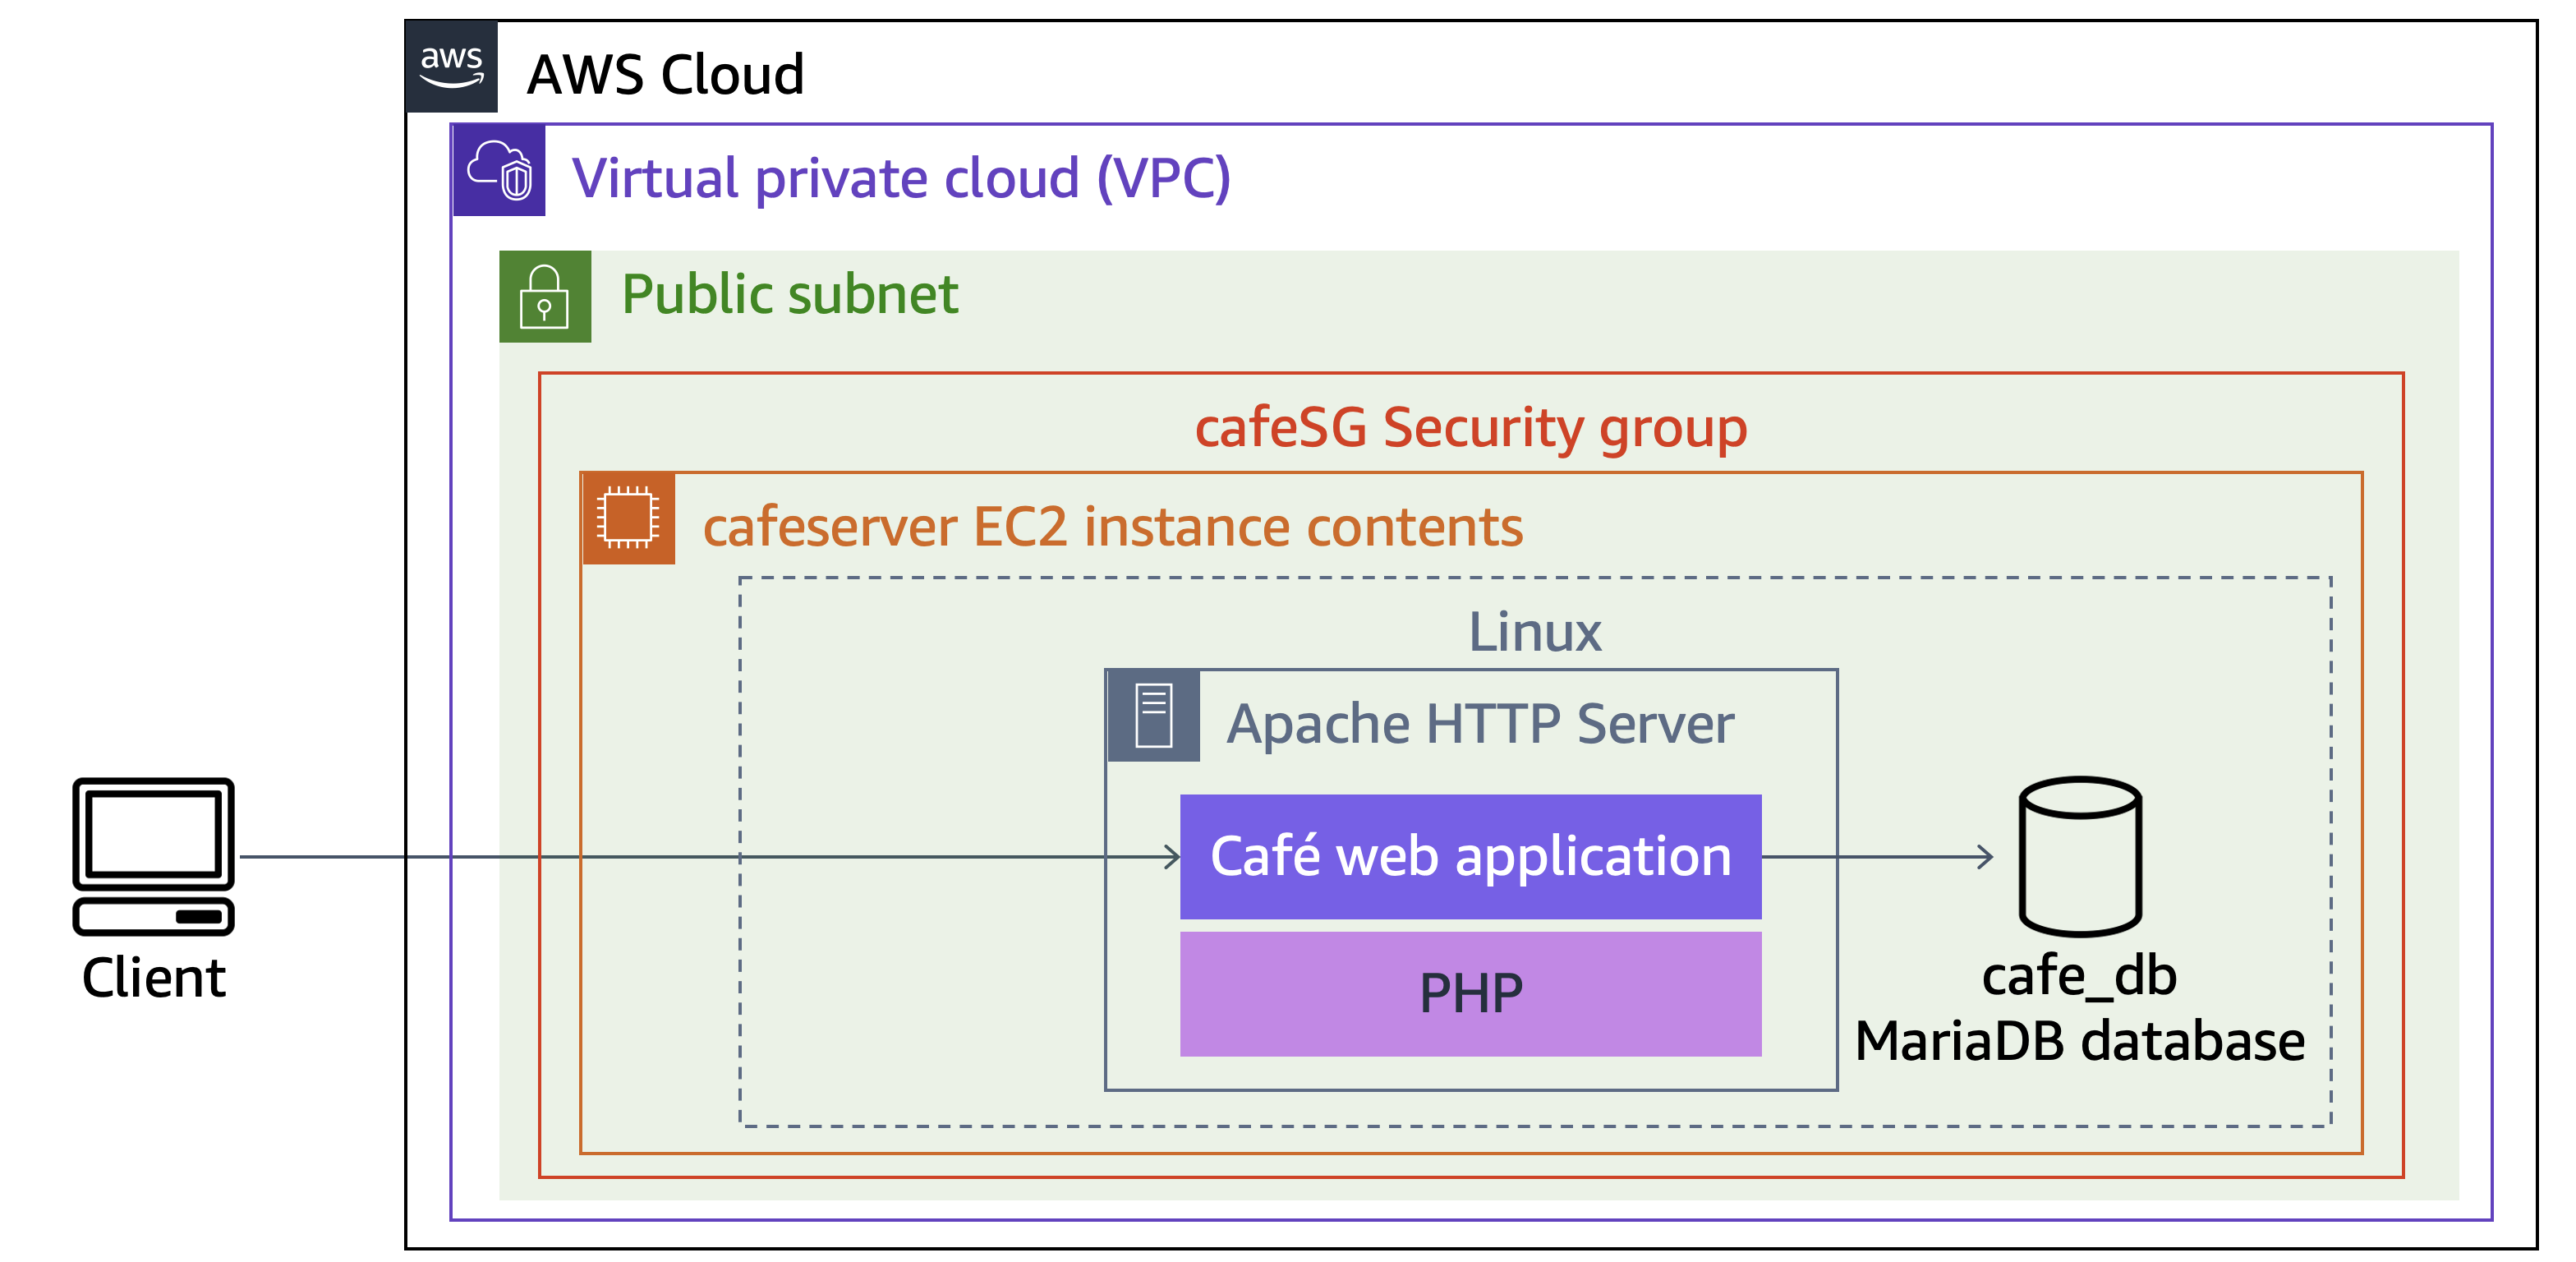 aws
AWS Cloud
Virtual private cloud (VPC)
Public subnet
cafeSG Security group
cafeserver EC2 instance contents
Linux
Apache HTTP Server
Café web application
PHP
Client
cafe_db
MariaDB database